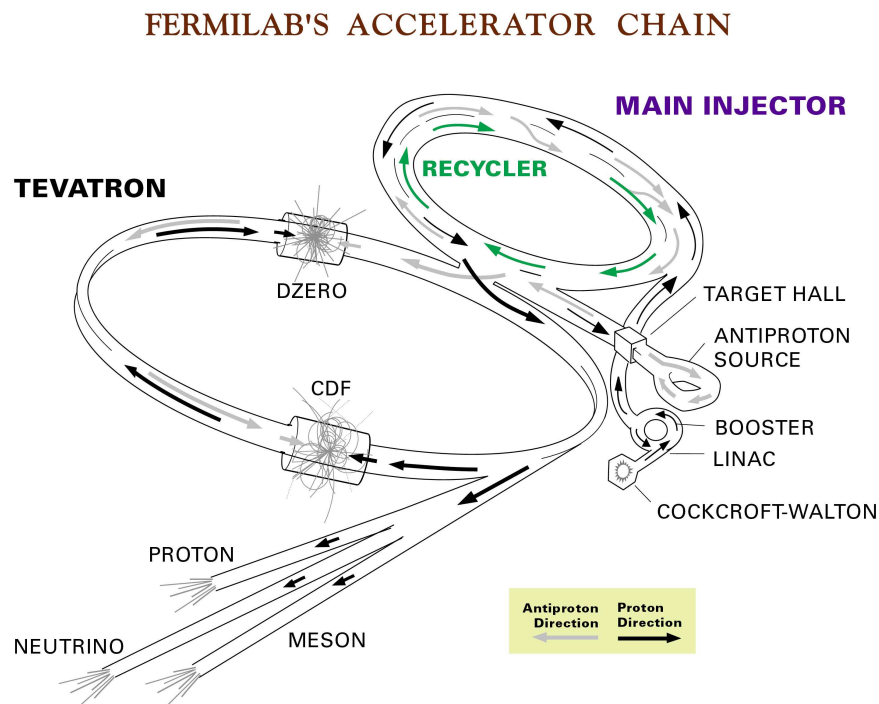 FERMILAB'S ACCELERATOR CHAIN
MAIN INJECTOR
RECYCLER
TEVATRON
DZERO
TARGET HALL
ANTIPROTON
SOURCE
CDF
BOOSTER
LINAC
COCKCROFT-WALTON
PROTON
NEUTRINO
MESON
Antiproton
Direction
Proton
Direction